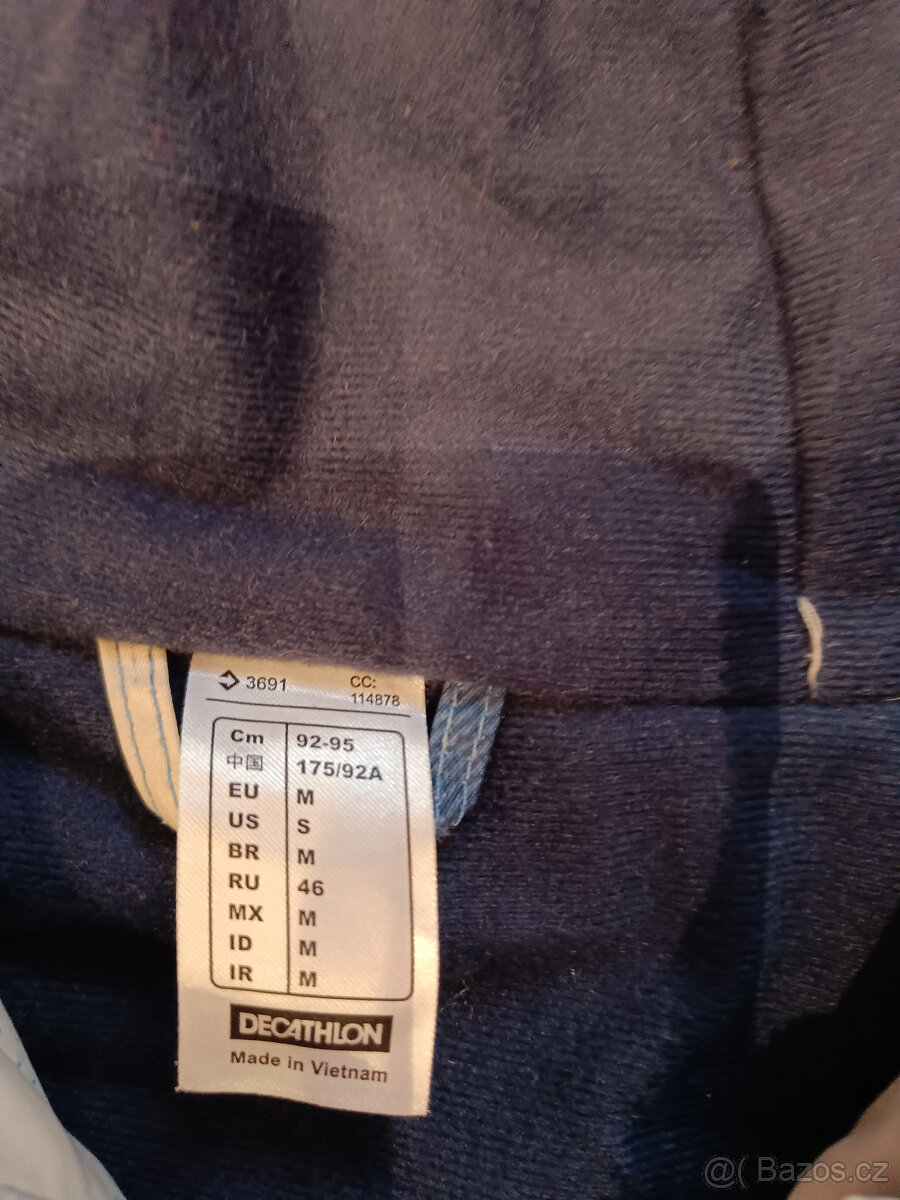 3691 CC:
114878
Cm 92-95
中国 175/92A
EU M
US S
BR M
RU 46
MX M
ID M
IR M
DECATHLON
Made in Vietnam
@( Bazos.cz